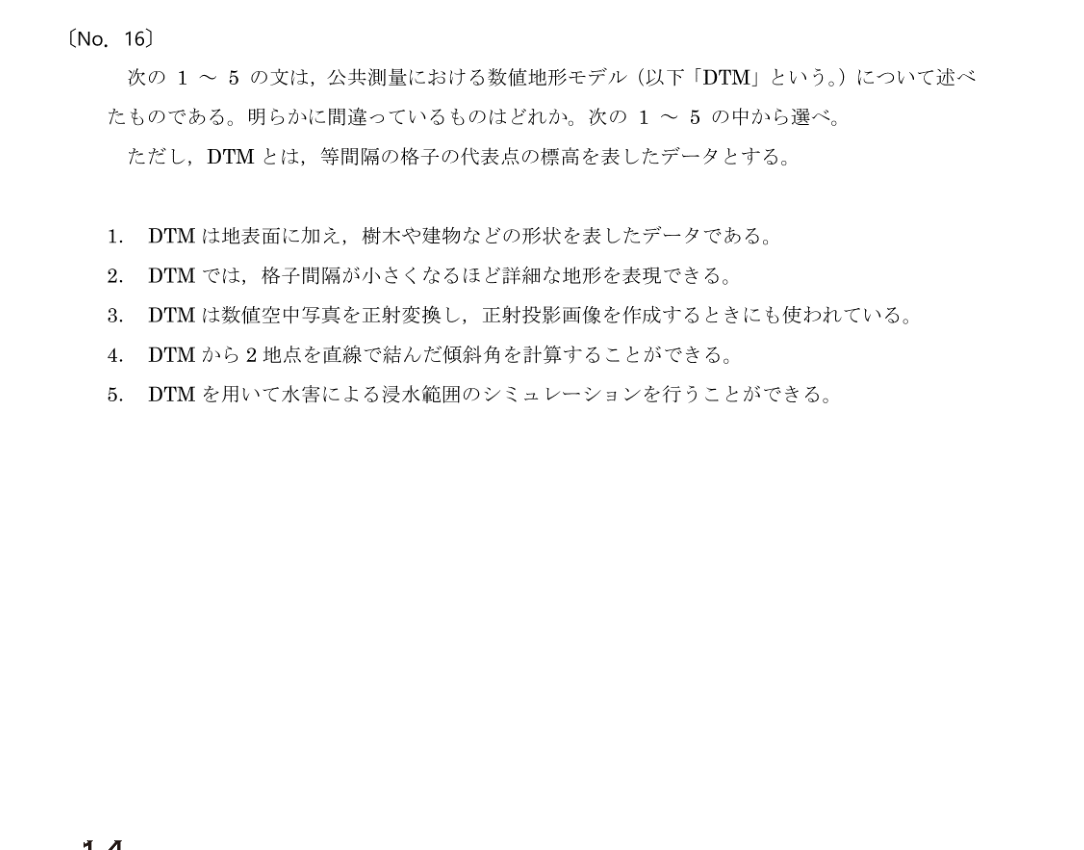 〔No．16〕
次の 1 ～ 5 の文は，公共測量における数値地形モデル（以下「DTM」という。）について述べ
たものである。明らかに間違っているものはどれか。次の 1 ～ 5 の中から選べ。
ただし，DTM とは，等間隔の格子の代表点の標高を表したデータとする。
1. DTM は地表面に加え，樹木や建物などの形状を表したデータである。
2. DTM では，格子間隔が小さくなるほど詳細な地形を表現できる。
3. DTM は数値空中写真を正射変換し，正射投影画像を作成するときにも使われている。
4. DTM から 2 地点を直線で結んだ傾斜角を計算することができる。
5. DTM を用いて水害による浸水範囲のシミュレーションを行うことができる。